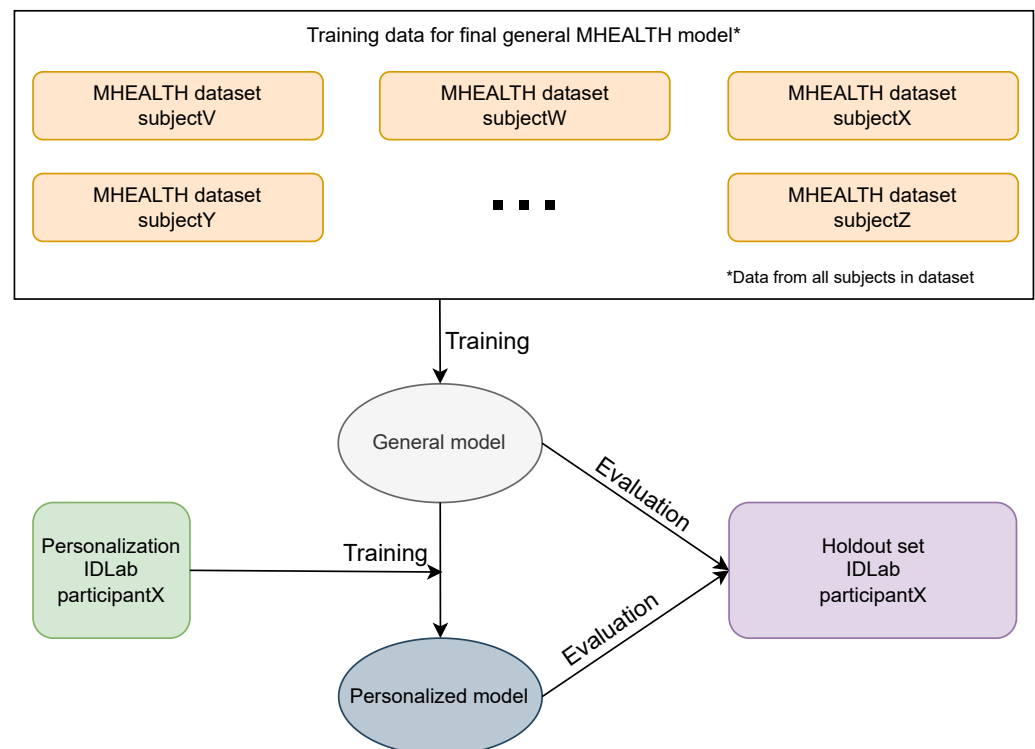 Training data for final general MHEALTH model*
MHEALTH dataset
subjectV
MHEALTH dataset
subjectW
MHEALTH dataset
subjectX
MHEALTH dataset
subjectY
MHEALTH dataset
subjectZ
*Data from all subjects in dataset
Training
General model
Evaluation
Personalization
IDLab
participantX
Training
Holdout set
IDLab
participantX
Evaluation
Personalized model